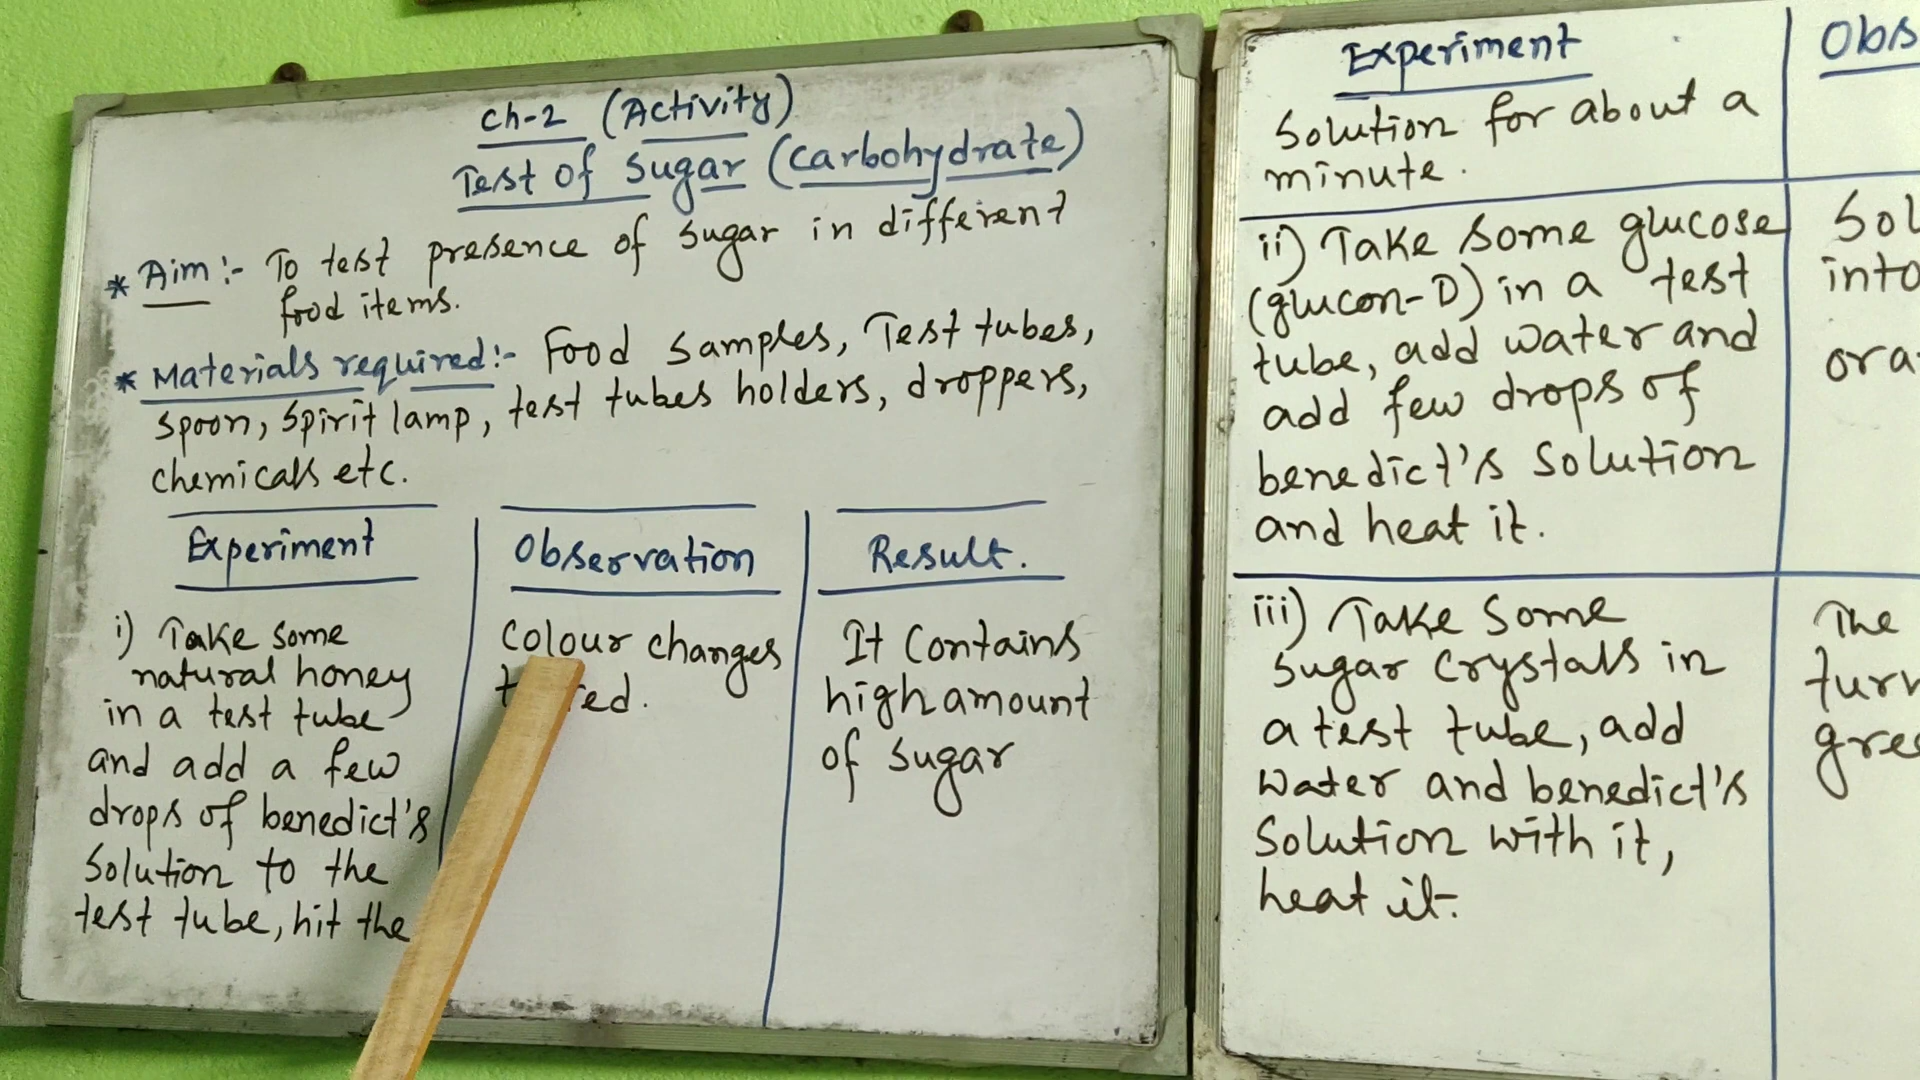 Ch-2 (Activity)
Test of Sugar (Carbohydrate)
* Aim :- To test presence of sugar in different
food items.
* Materials required :- Food samples, Test tubes,
spoon, spirit lamp, test tubes holders, droppers,
chemicals etc.
Experiment
i) Take some
natural honey
in a test tube
and add a few
drops of benedict's
solution to the
test tube, hit the
Observation
Colour changes
red.
Result.
It Contains
high amount
of sugar
Experiment
Solution for about a
minute.
ii) Take some glucose
(glucon-D) in a test
tube, add water and
add few drops of
benedict's solution
and heat it.
iii) Take some
sugar crystals in
a test tube, add
water and benedict's
solution with it,
heat it.
Obs
Sol
into
The